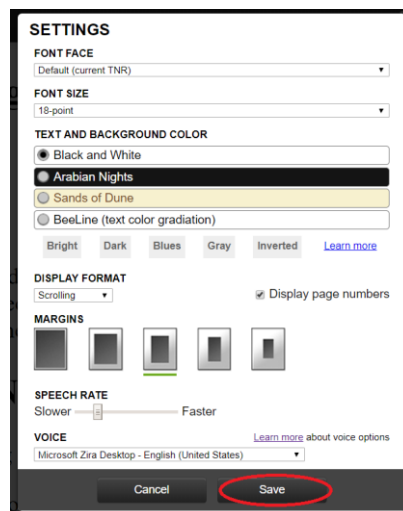 SETTINGS
FONT FACE
Default (current TNR)
FONT SIZE
18-point
TEXT AND BACKGROUND COLOR
Black and White
Arabian Nights
Sands of Dune
BeeLine (text color gradiation)
Bright Dark Blues Gray Inverted Learn more
DISPLAY FORMAT
Scrolling Display page numbers
MARGINS
SPEECH RATE
Slower Faster
VOICE Learn more about voice options
Microsoft Zira Desktop - English (United States)
Cancel Save